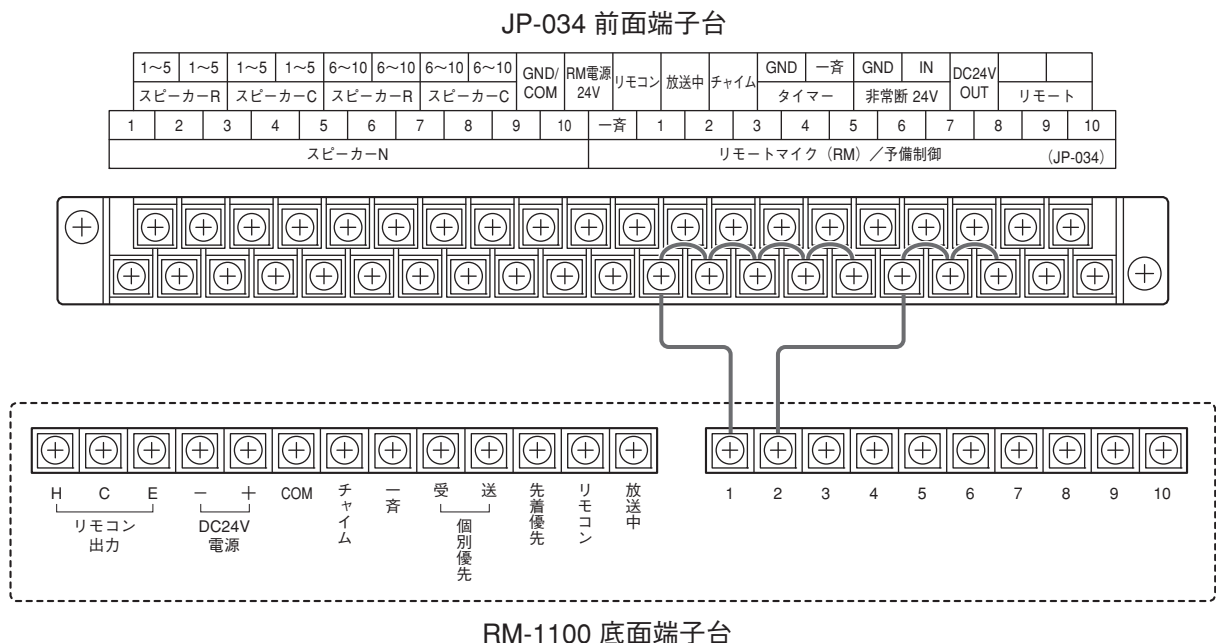 JP-034 前面端子台
1～5 1～5 1～5 1～5 6～10 6～10 6～10 6～10 GND/COM RM電源24V リモコン 放送中 チャイム GND 一斉 GND IN DC24V OUT
スピーカーR スピーカーC スピーカーR スピーカーC タイマー 非常断 24V リモート
1 2 3 4 5 6 7 8 9 10 一斉 1 2 3 4 5 6 7 8 9 10
スピーカーN リモートマイク（RM）／予備制御 (JP-034)
H C E － ＋ COM チャイム 一斉 受 送 先着優先 リモコン 放送中 1 2 3 4 5 6 7 8 9 10
リモコン出力 DC24V電源 個別優先
RM-1100 底面端子台